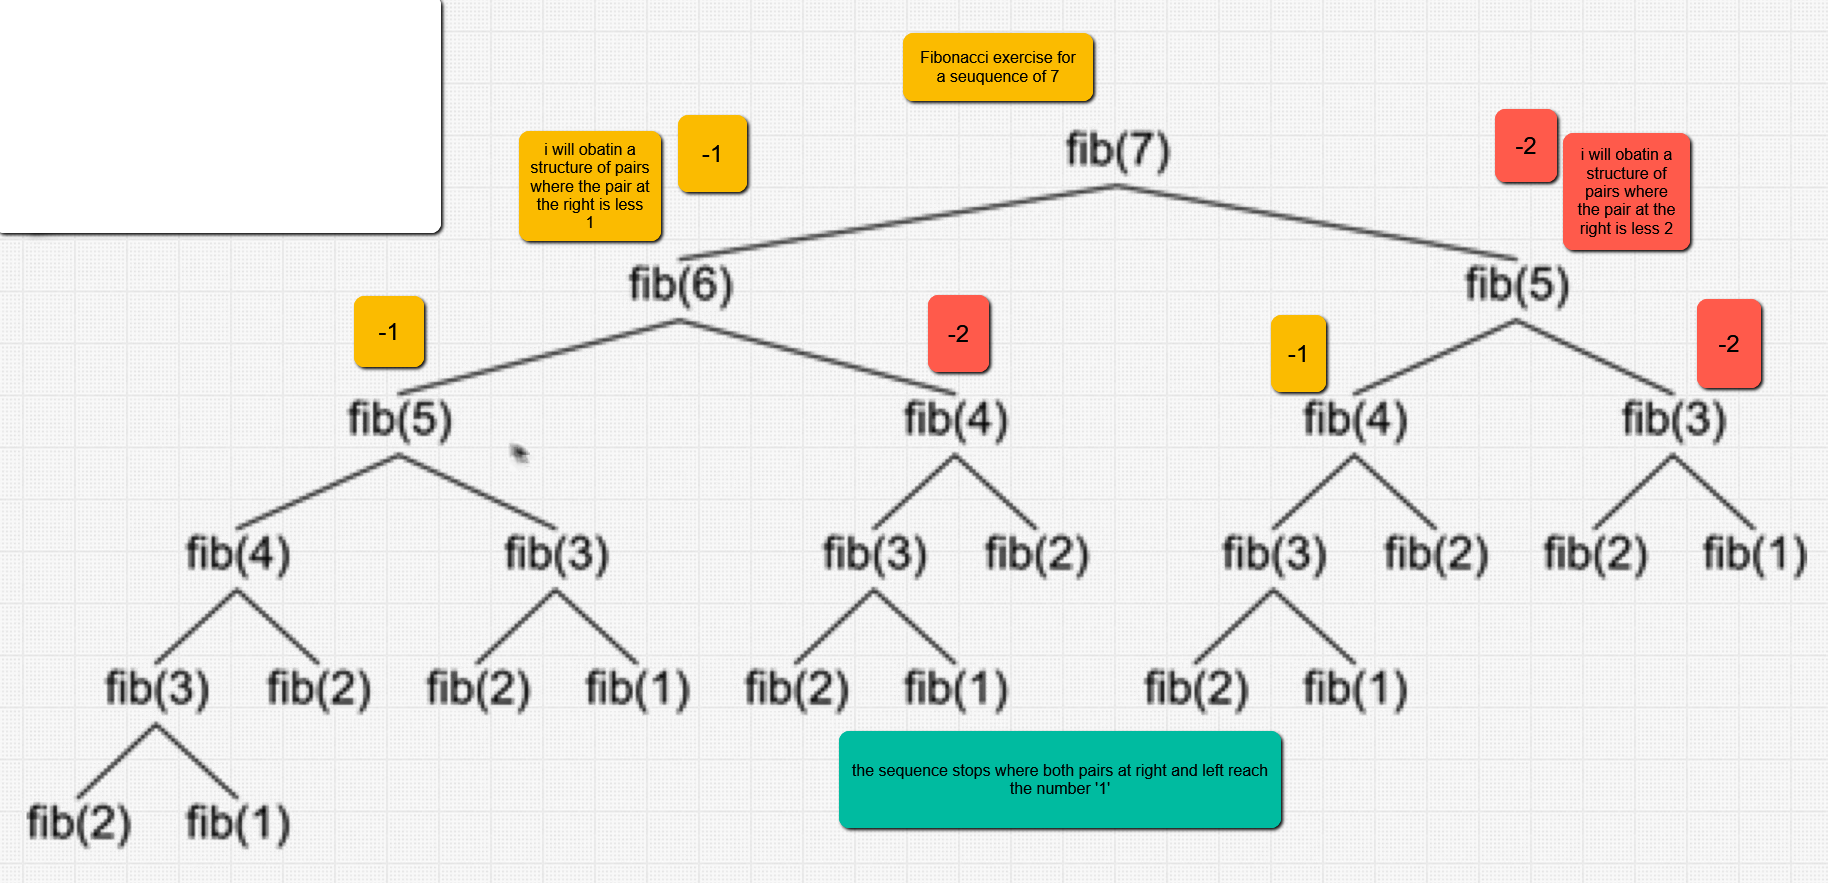 Fibonacci exercise for
a seuquence of 7
fib(7)
i will obatin a
structure of pairs
where the pair at
the right is less
1
-1
-2
i will obatin a
structure of
pairs where
the pair at the
right is less 2
fib(6)
fib(5)
-1
-2
-1
-2
fib(5)
fib(4)
fib(4)
fib(3)
fib(4)
fib(3)
fib(3)
fib(2)
fib(3)
fib(2)
fib(2)
fib(1)
fib(3)
fib(2)
fib(2)
fib(1)
fib(2)
fib(1)
fib(2)
fib(1)
the sequence stops where both pairs at right and left reach
the number '1'
fib(2)
fib(1)